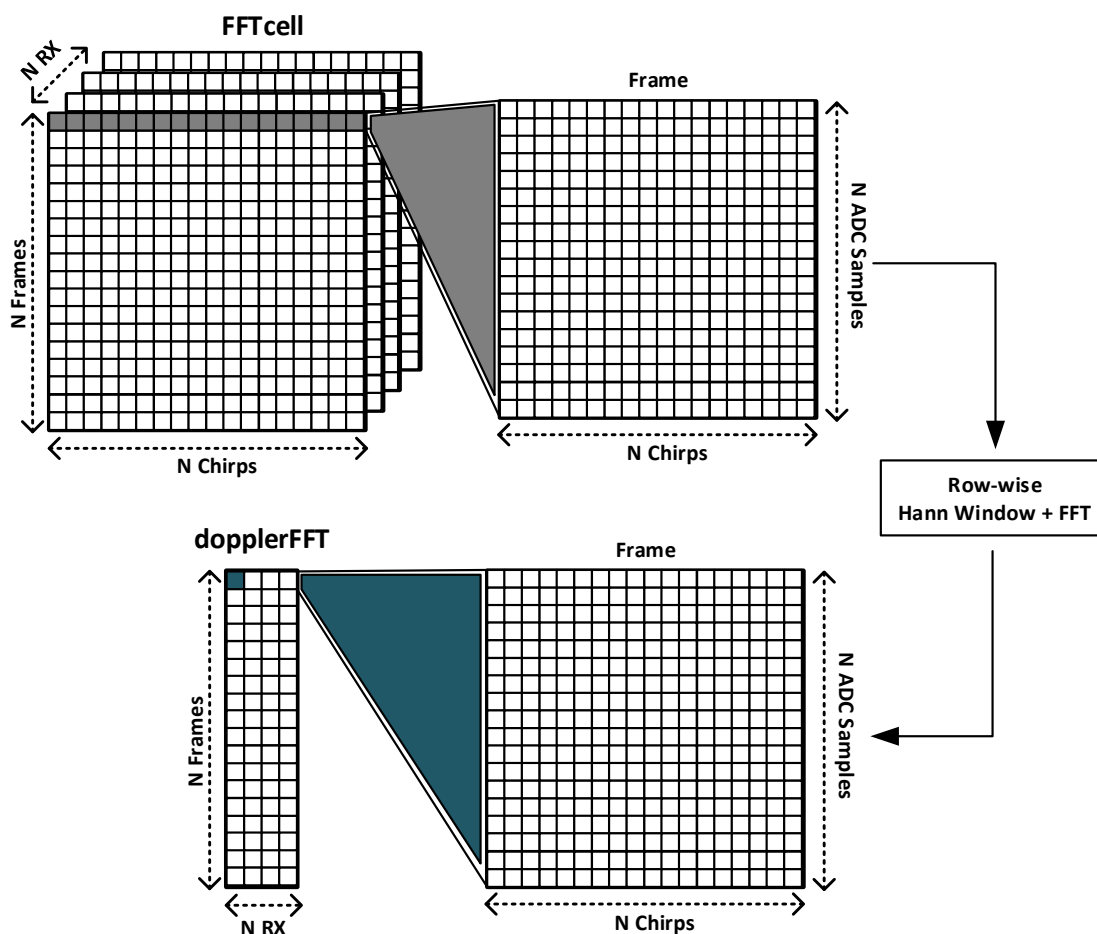 FFTcell
N RX
Frame
N Frames
N ADC Samples
N Chirps
N Chirps
Row-wise
Hann Window + FFT
dopplerFFT
Frame
N Frames
N ADC Samples
N RX
N Chirps